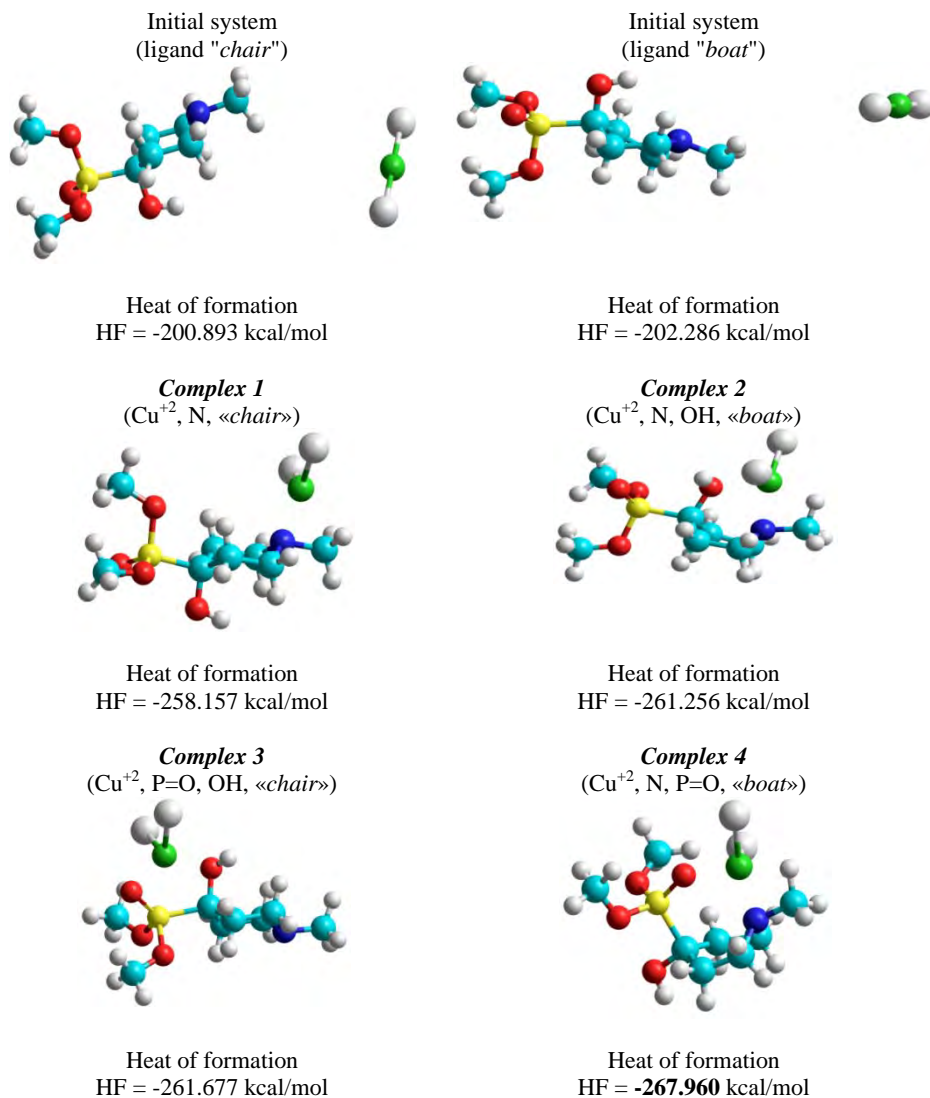 Initial system
(ligand "chair")
Initial system
(ligand "boat")
Heat of formation
HF = -200.893 kcal/mol
Heat of formation
HF = -202.286 kcal/mol
Complex 1
(Cu⁺², N, «chair»)
Complex 2
(Cu⁺², N, OH, «boat»)
Heat of formation
HF = -258.157 kcal/mol
Heat of formation
HF = -261.256 kcal/mol
Complex 3
(Cu⁺², P=O, OH, «chair»)
Complex 4
(Cu⁺², N, P=O, «boat»)
Heat of formation
HF = -261.677 kcal/mol
Heat of formation
HF = -267.960 kcal/mol